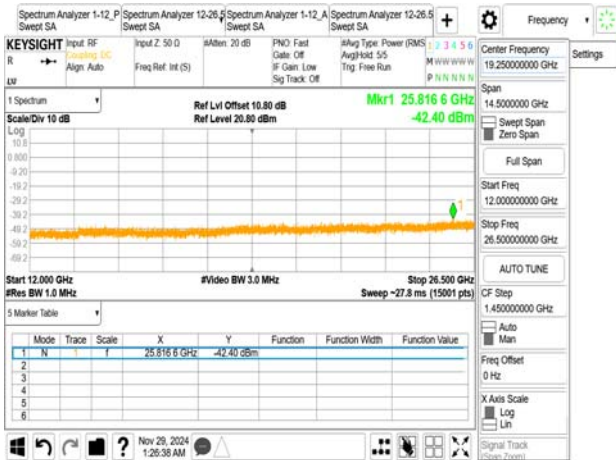 Spectrum Analyzer 1-12_P Spectrum Analyzer 12-26.5 Spectrum Analyzer 1-12_A Spectrum Analyzer 12-26.5
Swept SA Swept SA Swept SA Swept SA
Frequency
Settings
KEYSIGHT Input: RF Input Z: 50 Ω #Atten: 20 dB PNO: Fast #Avg Type: Power (RMS 1 2 3 4 5 6
R Coupling: DC Gate: Off Avg|Hold: 5/5 M W W W W W
Align: Auto Freq Ref: Int (S) IF Gain: Low Trig: Free Run
LXI Sig Track: Off P N N N N N
1 Spectrum
Ref Lvl Offset 10.80 dB Mkr1 25.816 6 GHz
Scale/Div 10 dB Ref Level 20.80 dBm -42.40 dBm
Log
10.8
0.800
-9.20
-19.2
-29.2
-39.2
-49.2
-59.2
-69.2
1
Start 12.000 GHz #Video BW 3.0 MHz Stop 26.500 GHz
#Res BW 1.0 MHz Sweep ~27.8 ms (15001 pts)
5 Marker Table
Mode Trace Scale X Y Function Function Width Function Value
1 N 1 f 25.816 6 GHz -42.40 dBm
2
3
4
5
6
Center Frequency
19.250000000 GHz
Span
14.5000000 GHz
Swept Span
Zero Span
Full Span
Start Freq
12.000000000 GHz
Stop Freq
26.500000000 GHz
AUTO TUNE
CF Step
1.450000000 GHz
Auto
Man
Freq Offset
0 Hz
X Axis Scale
Log
Lin
Signal Track
(Span Zoom)
?
Nov 29, 2024
1:26:38 AM